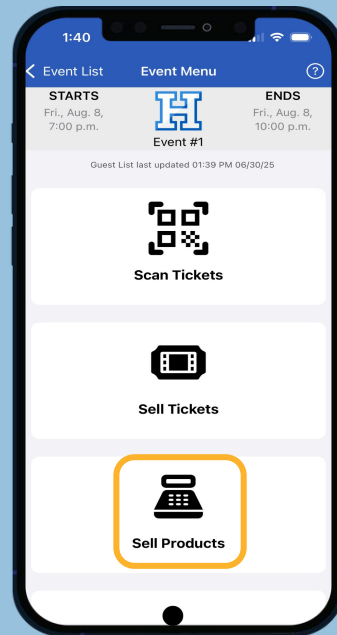 1:40
Event List
Event Menu
?
STARTS
Fri., Aug. 8,
7:00 p.m.
H
Event #1
ENDS
Fri., Aug. 8,
10:00 p.m.
Guest List last updated 01:39 PM 06/30/25
Scan Tickets
Sell Tickets
Sell Products